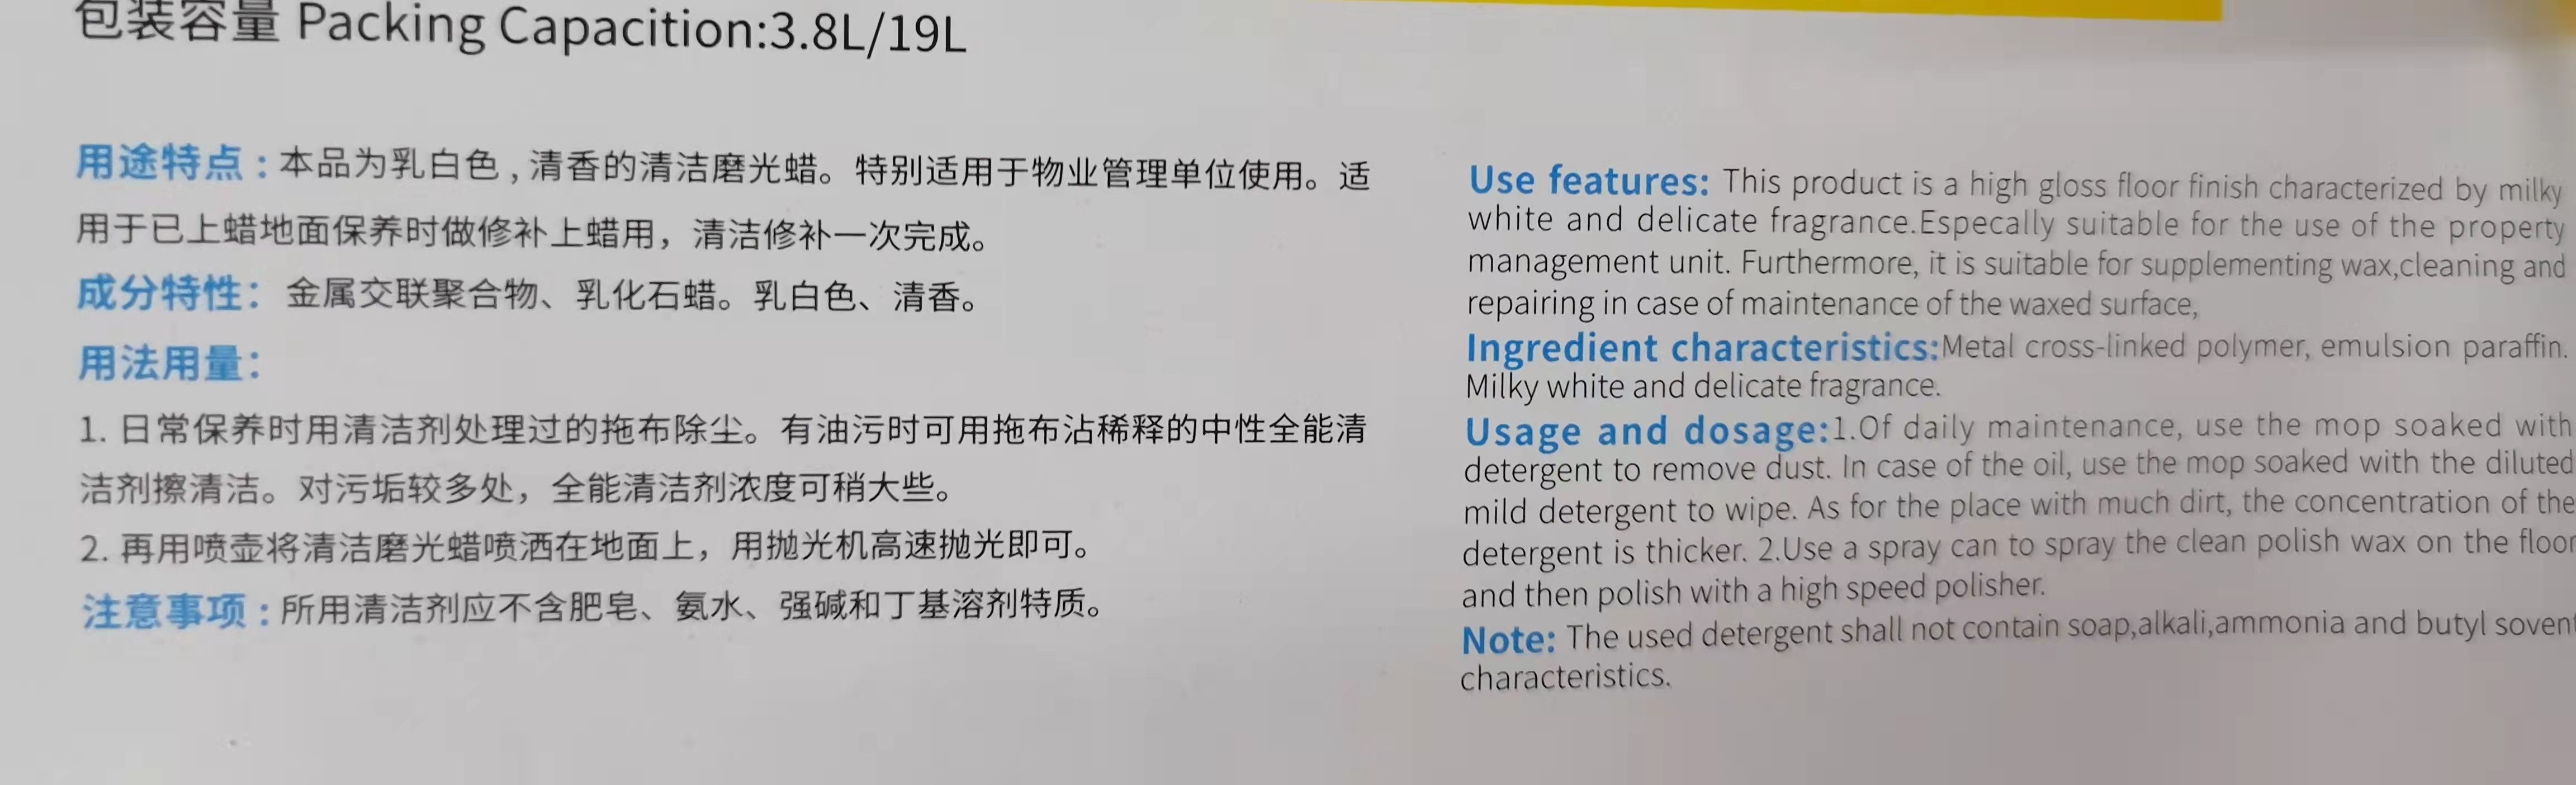 包装容量 Packing Capacition:3.8L/19L
用途特点：本品为乳白色，清香的清洁磨光蜡。特别适用于物业管理单位使用。适
用于已上蜡地面保养时做修补上蜡用，清洁修补一次完成。
成分特性：金属交联聚合物、乳化石蜡。乳白色、清香。
用法用量：
1. 日常保养时用清洁剂处理过的拖布除尘。有油污时可用拖布沾稀释的中性全能清
洁剂擦清洁。对污垢较多处，全能清洁剂浓度可稍大些。
2. 再用喷壶将清洁磨光蜡喷洒在地面上，用抛光机高速抛光即可。
注意事项：所用清洁剂应不含肥皂、氨水、强碱和丁基溶剂特质。
Use features: This product is a high gloss floor finish characterized by milky
white and delicate fragrance.Especally suitable for the use of the property
management unit. Furthermore, it is suitable for supplementing wax,cleaning and
repairing in case of maintenance of the waxed surface,
Ingredient characteristics:Metal cross-linked polymer, emulsion paraffin.
Milky white and delicate fragrance.
Usage and dosage:1.Of daily maintenance, use the mop soaked with
detergent to remove dust. In case of the oil, use the mop soaked with the diluted
mild detergent to wipe. As for the place with much dirt, the concentration of the
detergent is thicker. 2.Use a spray can to spray the clean polish wax on the floor
and then polish with a high speed polisher.
Note: The used detergent shall not contain soap,alkali,ammonia and butyl sovent
characteristics.